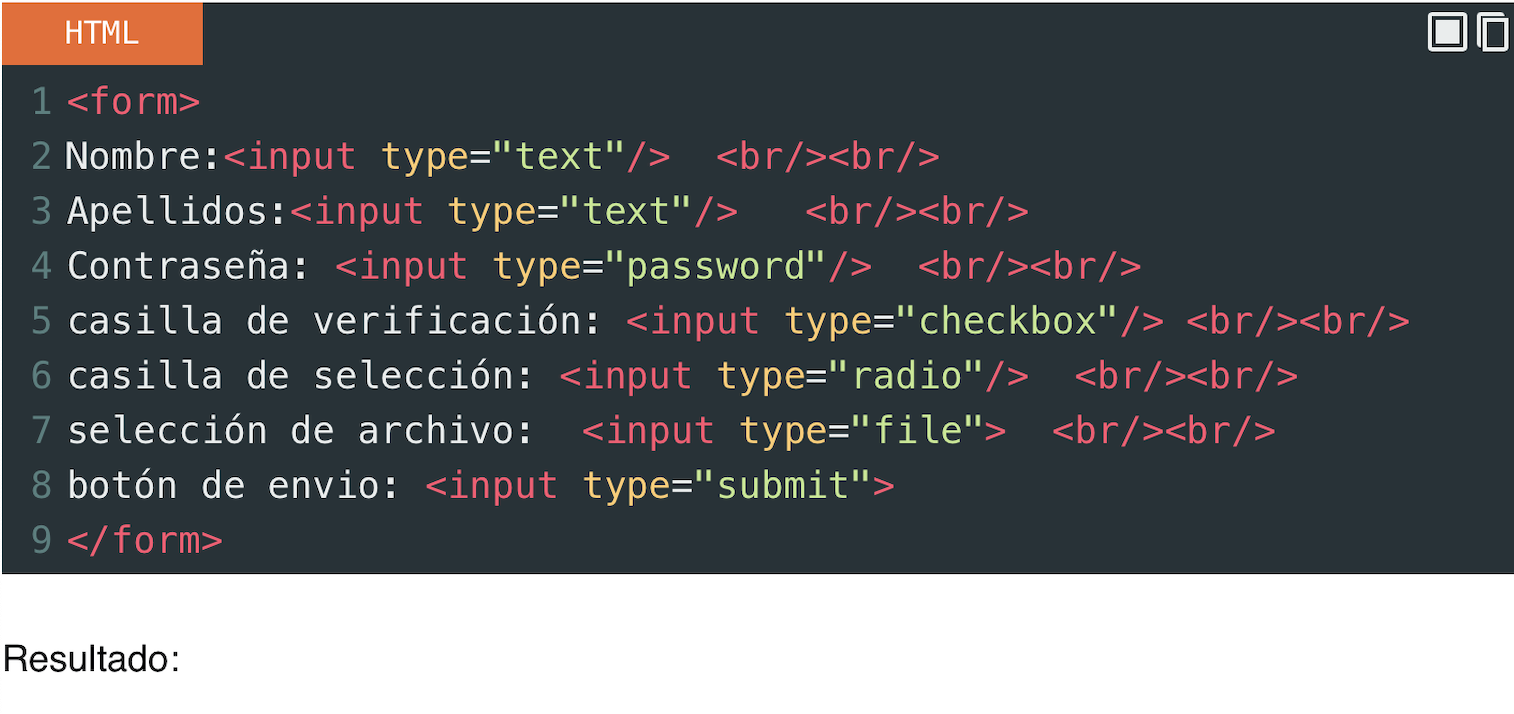 HTML
1 <form>
2 Nombre:<input type="text"/>  <br/><br/>
3 Apellidos:<input type="text"/>   <br/><br/>
4 Contraseña: <input type="password"/>  <br/><br/>
5 casilla de verificación: <input type="checkbox"/> <br/><br/>
6 casilla de selección: <input type="radio"/>  <br/><br/>
7 selección de archivo:  <input type="file">  <br/><br/>
8 botón de envio: <input type="submit">
9 </form>
Resultado: